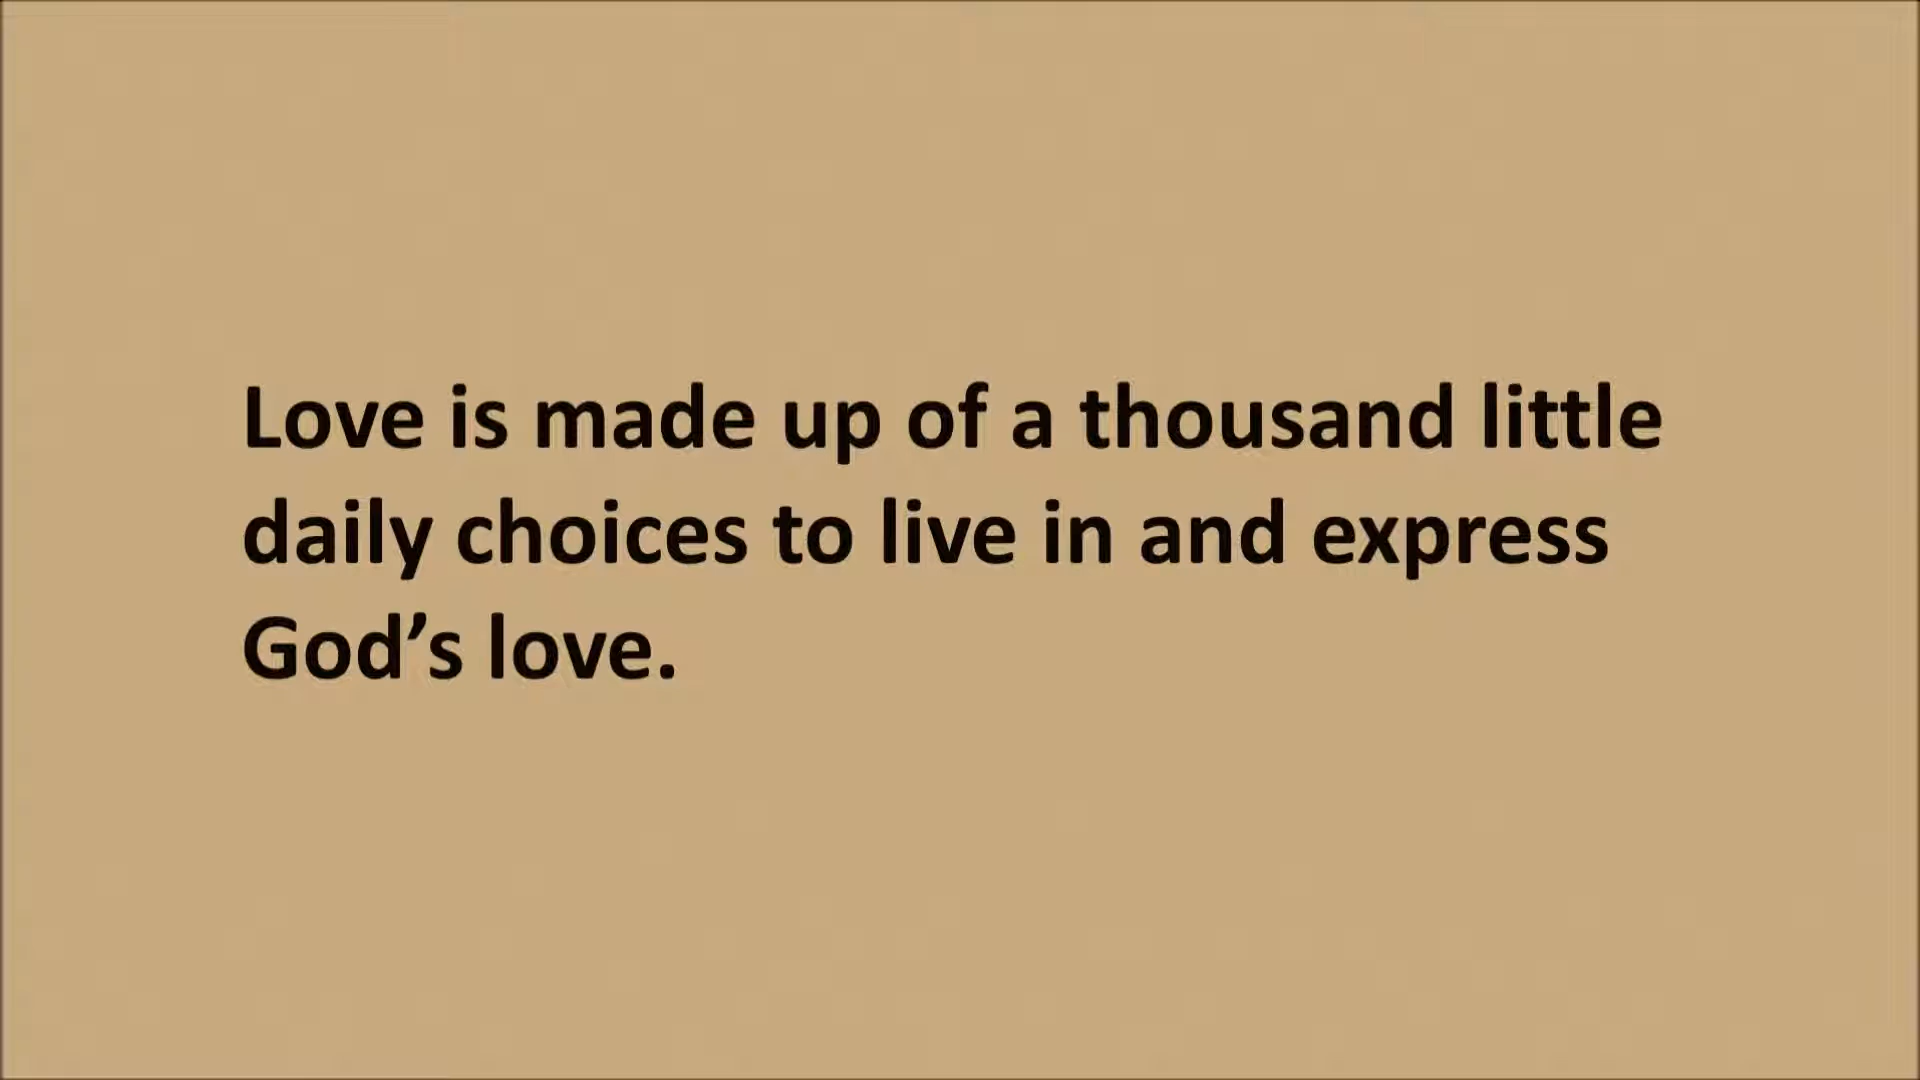 Love is made up of a thousand little
daily choices to live in and express
God’s love.